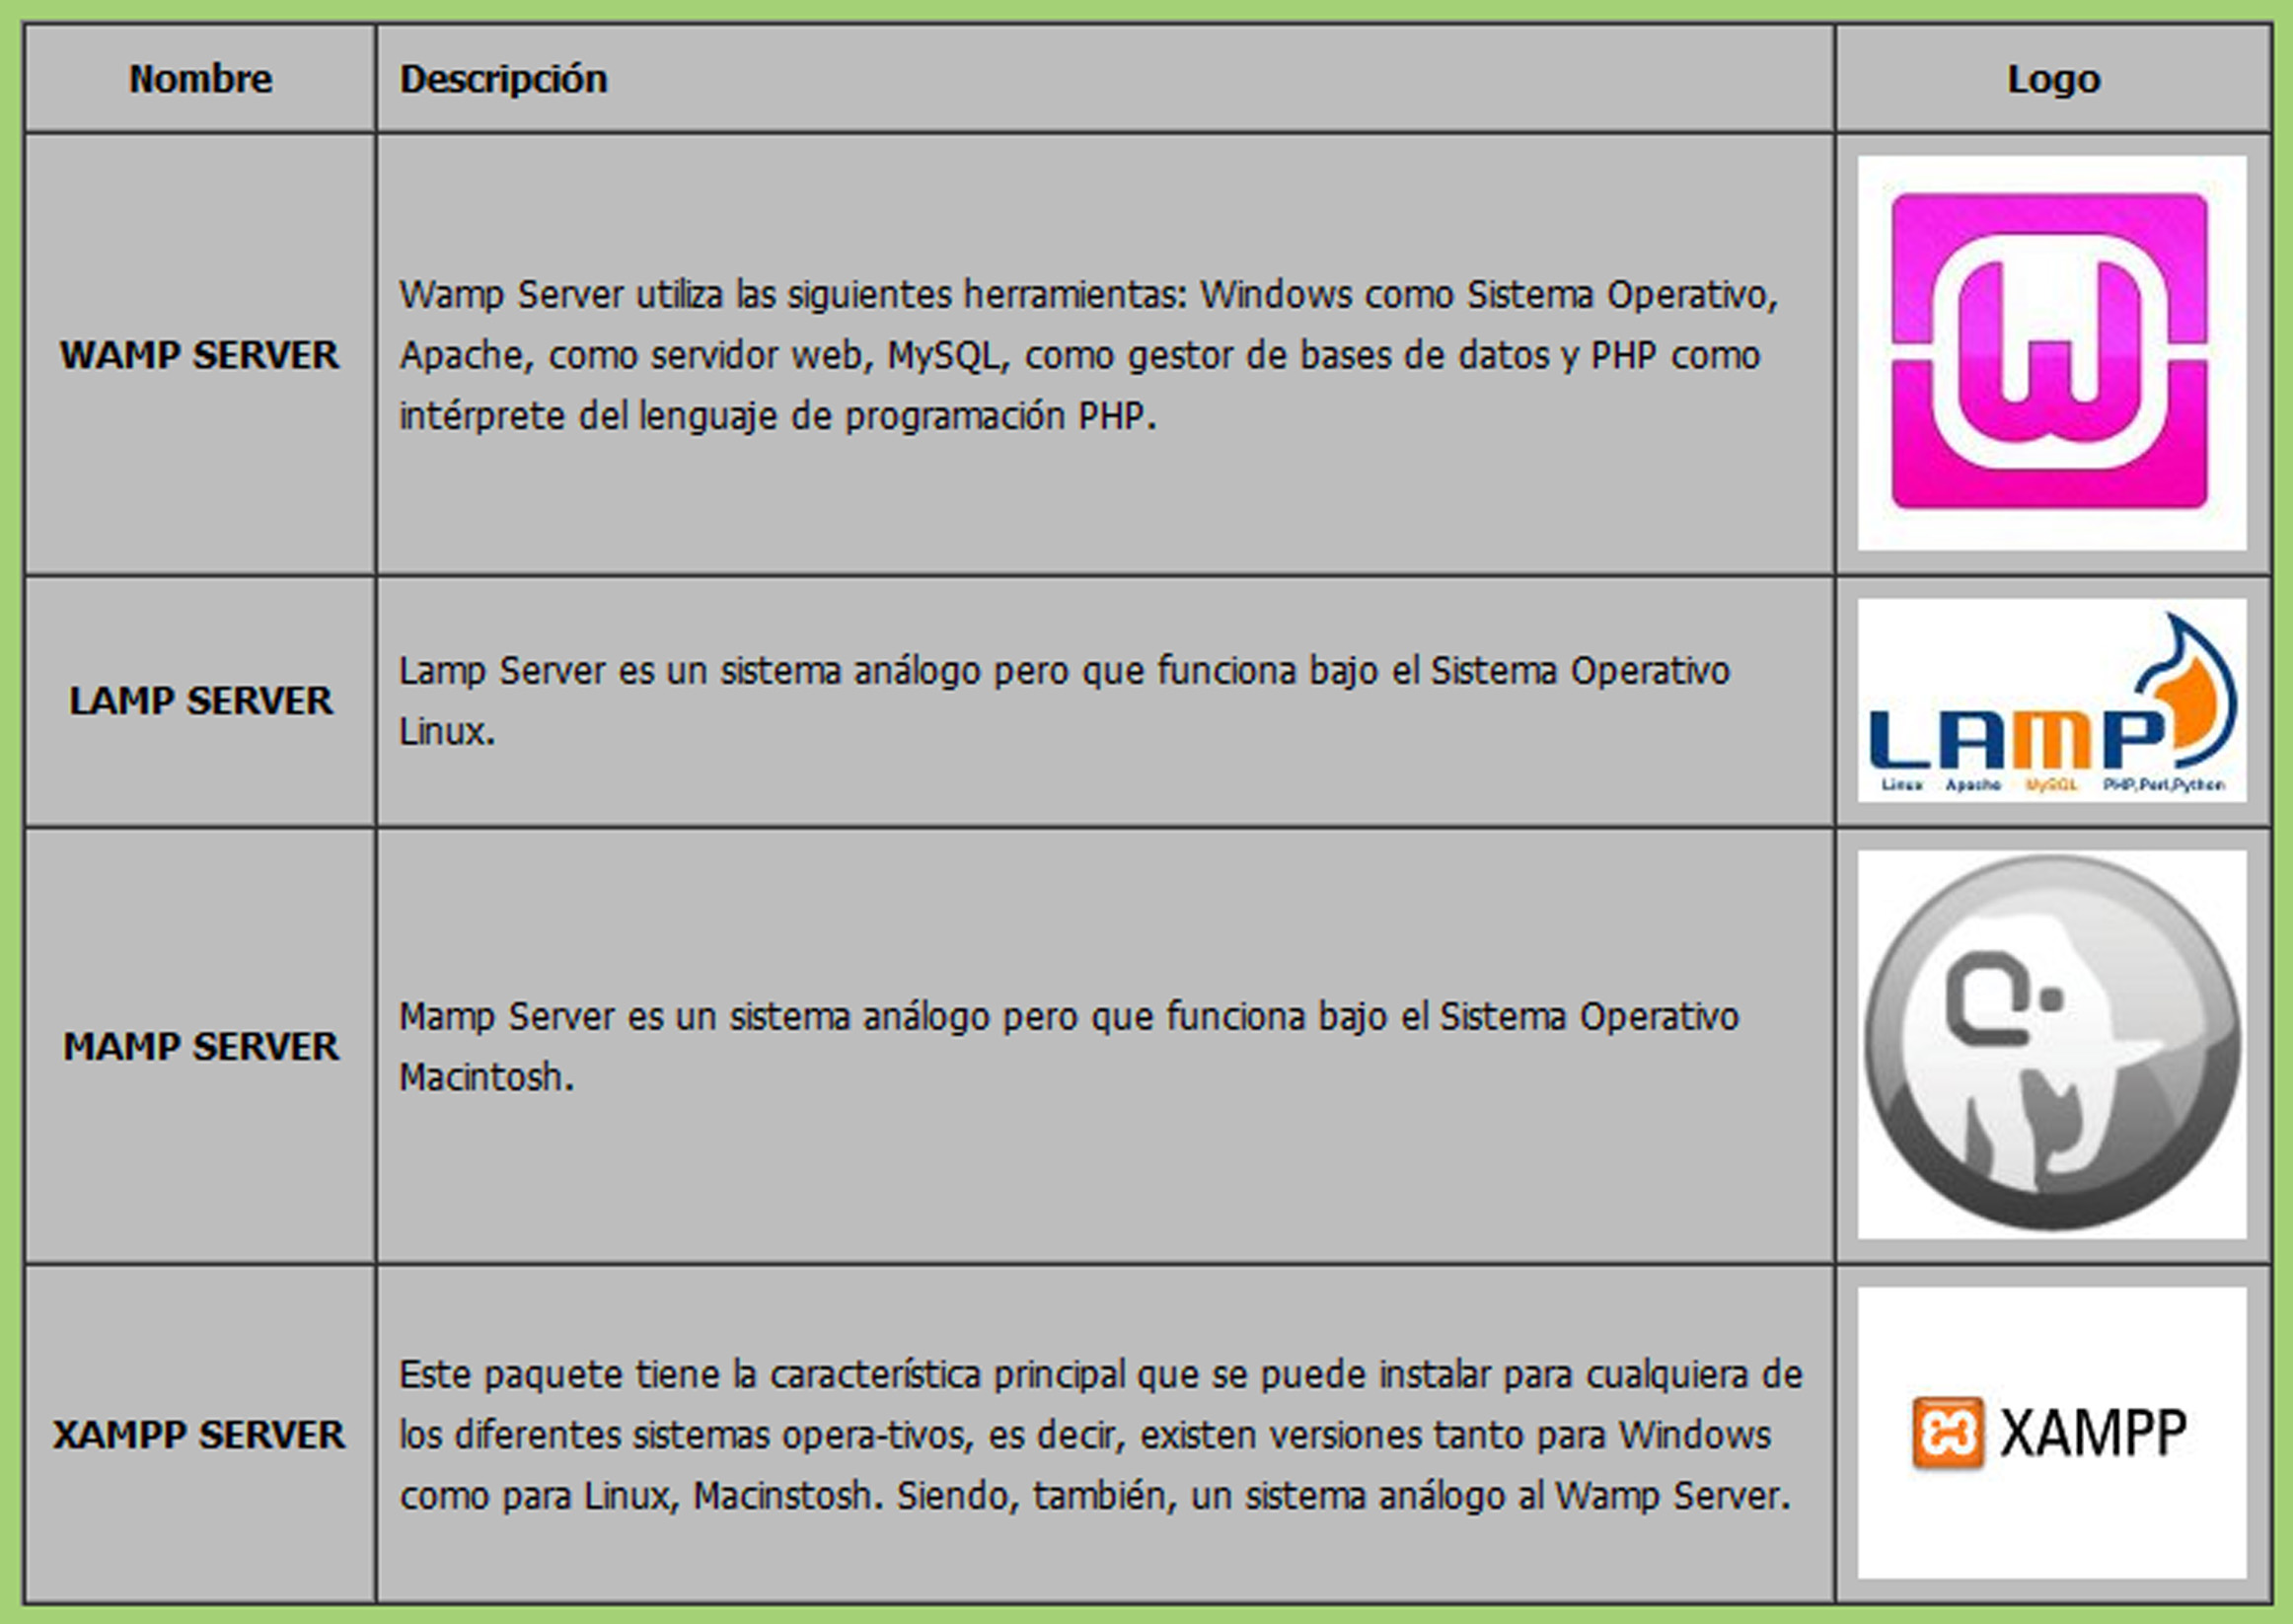 Nombre
Descripción
Logo
WAMP SERVER
Wamp Server utiliza las siguientes herramientas: Windows como Sistema Operativo,
Apache, como servidor web, MySQL, como gestor de bases de datos y PHP como
intérprete del lenguaje de programación PHP.
W
LAMP SERVER
Lamp Server es un sistema análogo pero que funciona bajo el Sistema Operativo
Linux.
LAMP
Linux Apache MySQL PHP,Perl,Python
MAMP SERVER
Mamp Server es un sistema análogo pero que funciona bajo el Sistema Operativo
Macintosh.
XAMPP SERVER
Este paquete tiene la característica principal que se puede instalar para cualquiera de
los diferentes sistemas opera-tivos, es decir, existen versiones tanto para Windows
como para Linux, Macinstosh. Siendo, también, un sistema análogo al Wamp Server.
XAMPP